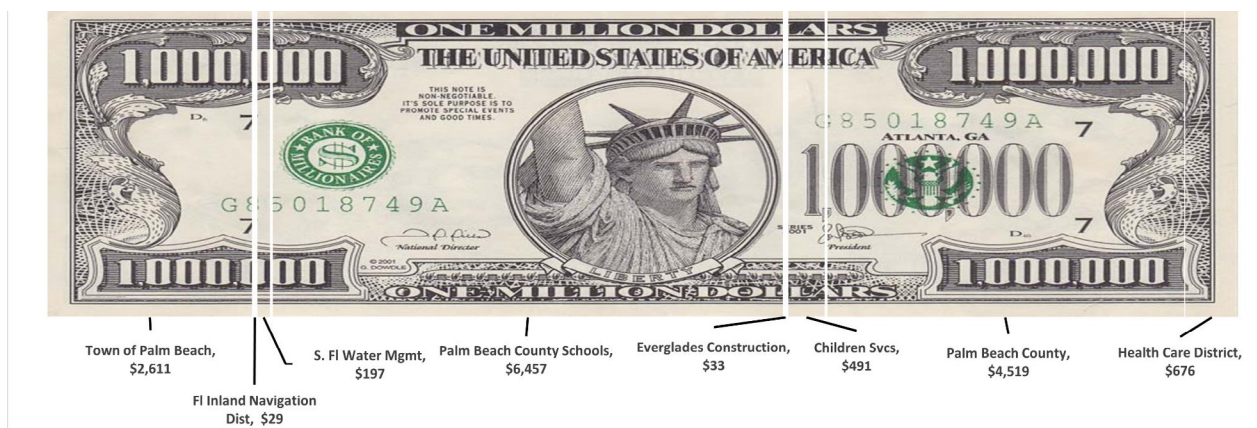 ONE MILLION DOLLARS
1,000,000
THE UNITED STATES OF AMERICA
1,000,000
THIS NOTE IS
NON-NEGOTIABLE.
IT'S SOLE PURPOSE IS TO
PROMOTE SPECIAL EVENTS
AND GOOD TIMES.
7
G85018749A
7
ATLANTA, GA
BANK OF
MILLIONAIRES
$
1000,000
G85018749A
7
7
National Director
President
© 2001
G. DOWDLE
LIBERTY
1,000,000
1,000,000
ONE MILLION DOLLARS
Town of Palm Beach,
$2,611
Fl Inland Navigation
Dist, $29
S. Fl Water Mgmt,
$197
Palm Beach County Schools,
$6,457
Everglades Construction,
$33
Children Svcs,
$491
Palm Beach County,
$4,519
Health Care District,
$676